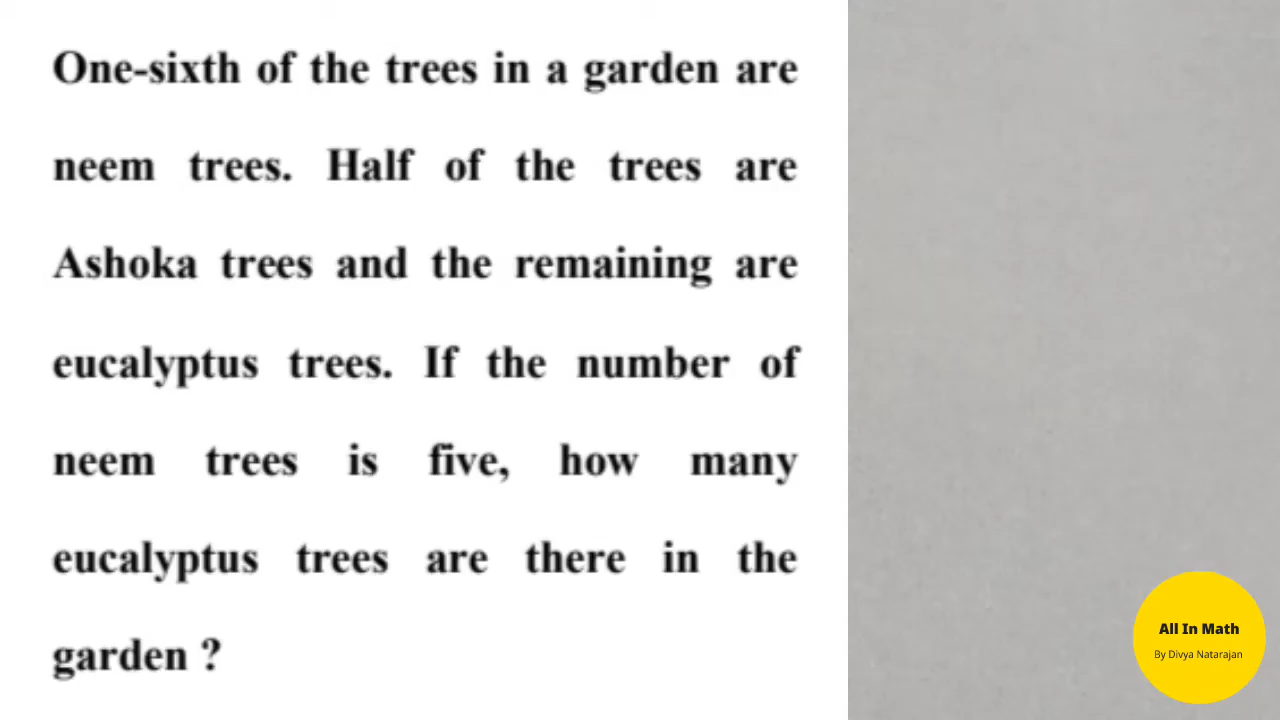 One-sixth of the trees in a garden are
neem trees. Half of the trees are
Ashoka trees and the remaining are
eucalyptus trees. If the number of
neem trees is five, how many
eucalyptus trees are there in the
garden ?
All In Math
By Divya Natarajan